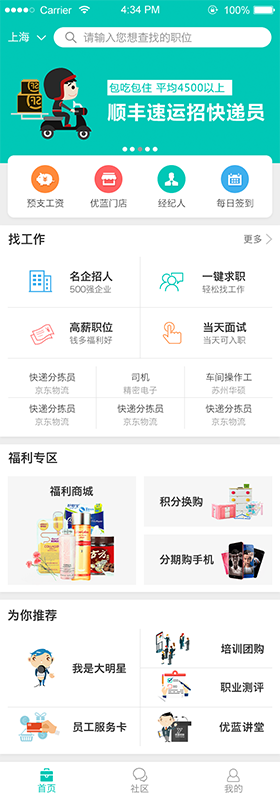 Carrier 4:34 PM 100%
上海 请输入您想查找的职位
包吃包住 平均4500以上
顺丰速运招快递员
预支工资 优蓝门店 经纪人 每日签到
找工作 更多
名企招人 一键求职
500强企业 轻松找工作
高薪职位 当天面试
钱多福利好 当天可入职
快递分拣员 司机 车间操作工
京东物流 精密电子 苏州华硕
快递分拣员 快递分拣员 快递分拣员
京东物流 京东物流 京东物流
福利专区
福利商城 积分换购
分期购手机
为你推荐
我是大明星 培训团购
职业测评
员工服务卡 优蓝讲堂
首页 社区 我的